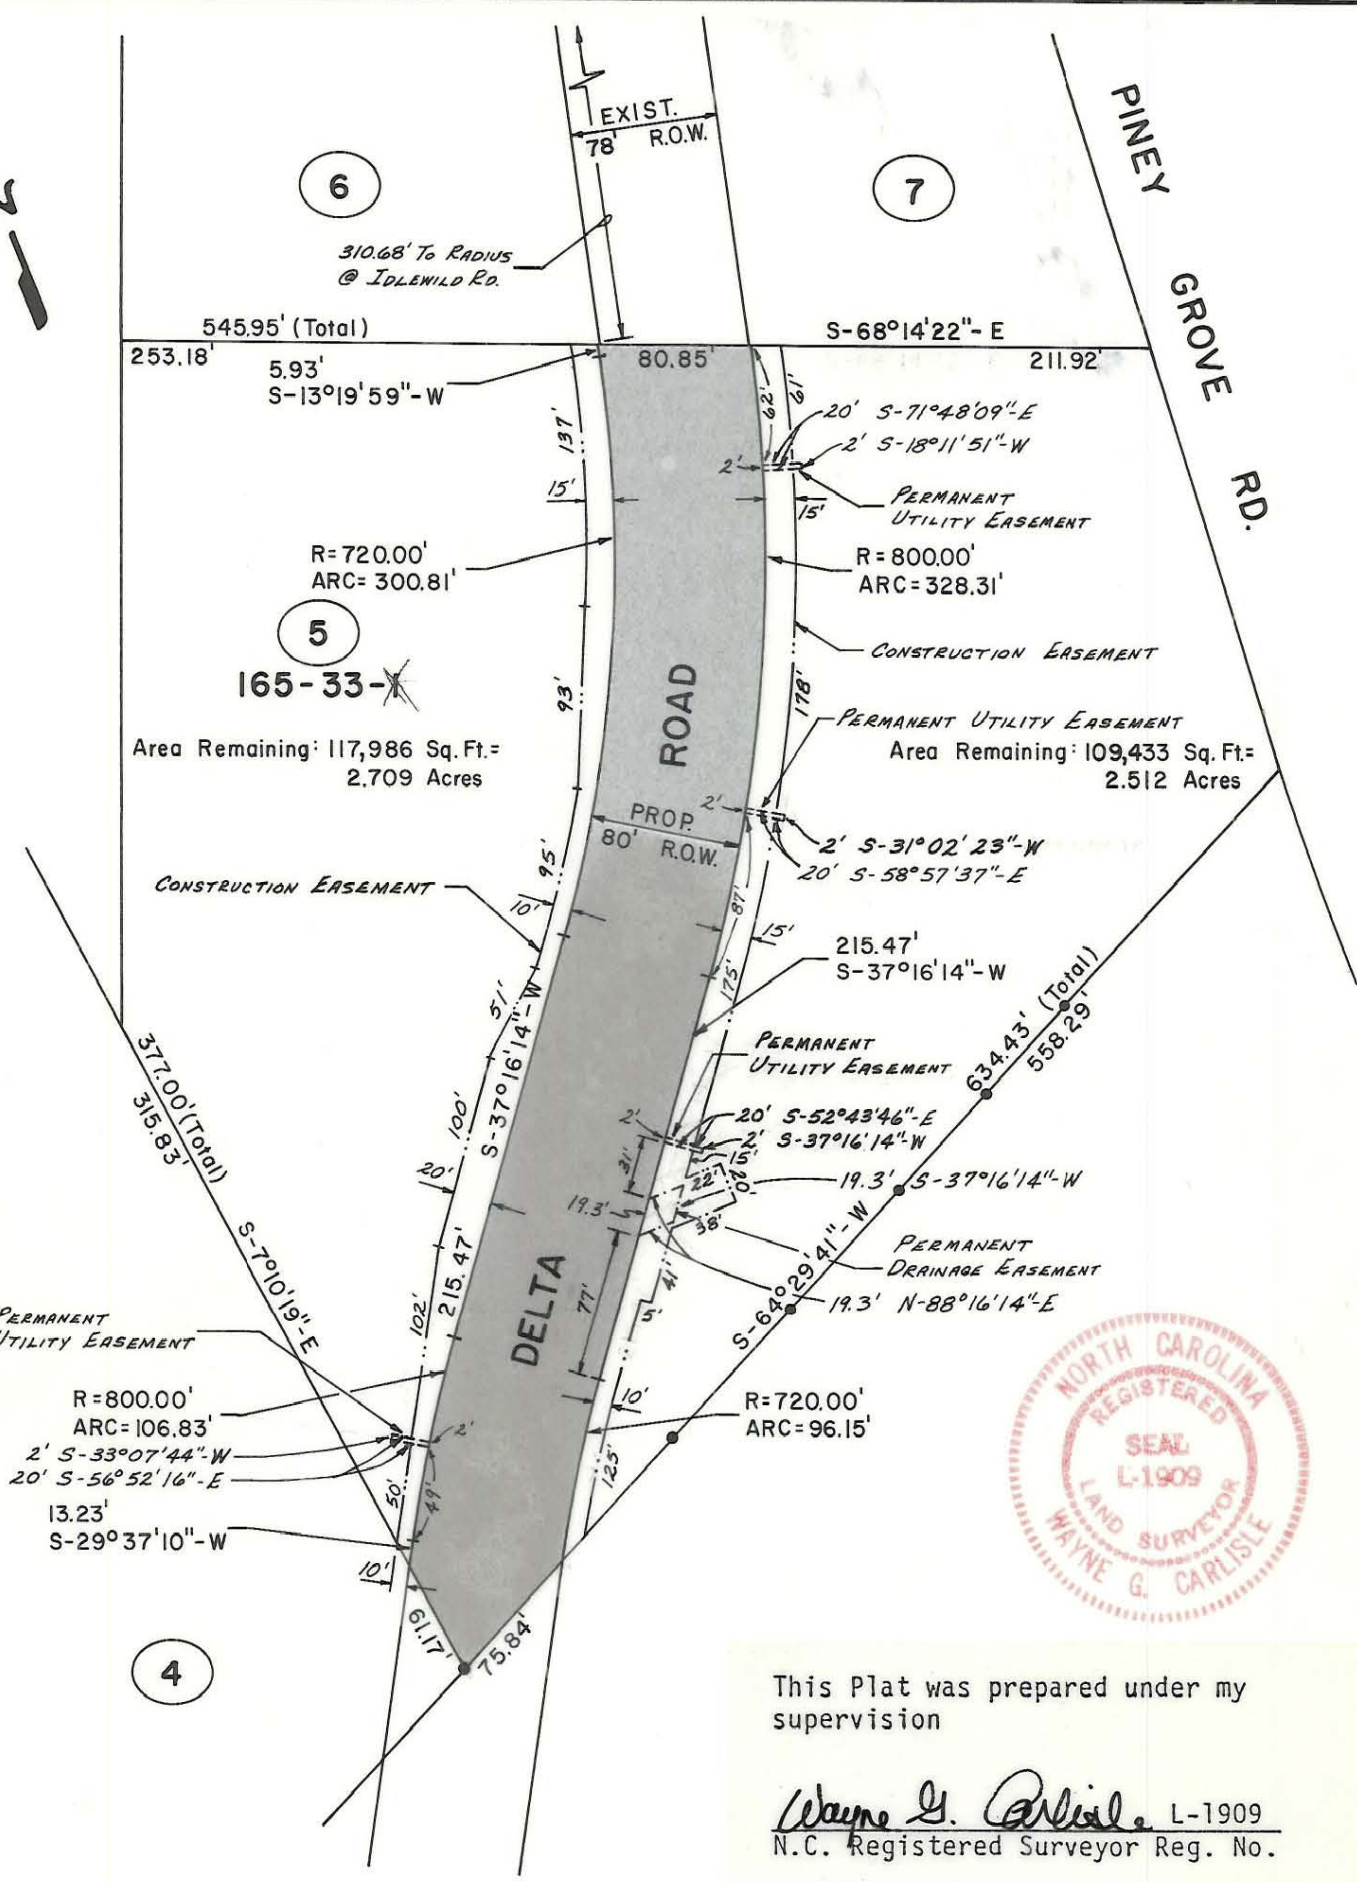 EXIST.
78' R.O.W.
PINEY GROVE RD.
6
7
310.68' To RADIUS
@ IDLEWILD RD.
545.95' (Total)
S-68°14'22"-E
253.18'
80.85'
211.92'
5.93'
S-13°19'59"-W
137'
62'
61'
20' S-71°48'09"-E
2' S-18°11'51"-W
2'
PERMANENT
UTILITY EASEMENT
15'
15'
R=720.00'
ARC=300.81'
R=800.00'
ARC=328.31'
5
165-33-
CONSTRUCTION EASEMENT
93'
ROAD
178'
PERMANENT UTILITY EASEMENT
Area Remaining: 117,986 Sq. Ft.=
2.709 Acres
Area Remaining: 109,433 Sq. Ft.=
2.512 Acres
2'
PROP.
80' R.O.W.
2' S-31°02'23"-W
20' S-58°57'37"-E
CONSTRUCTION EASEMENT
95'
10'
87'
15'
215.47'
S-37°16'14"-W
175'
51'
S-37°16'14"-W
634.43' (Total)
558.29'
377.00' (Total)
315.83'
PERMANENT
UTILITY EASEMENT
100'
2'
20' S-52°43'46"-E
2' S-37°16'14"-W
15'
31'
20'
22'
20'
19.3' S-37°16'14"-W
19.3'
38'
S-7°10'19"-E
215.47'
DELTA
S-64°29'41"-W
PERMANENT
DRAINAGE EASEMENT
41'
77'
5'
19.3' N-88°16'14"-E
102'
PERMANENT
UTILITY EASEMENT
R=800.00'
ARC=106.83'
10'
R=720.00'
ARC=96.15'
2' S-33°07'44"-W
2'
20' S-56°52'16"-E
125'
50'
49'
13.23'
S-29°37'10"-W
10'
61.17'
75.84'
4
NORTH CAROLINA
REGISTERED
SEAL
L-1909
LAND SURVEYOR
WAYNE G. CARLISLE
This Plat was prepared under my
supervision
Wayne G. Carlisle L-1909
N.C. Registered Surveyor Reg. No.